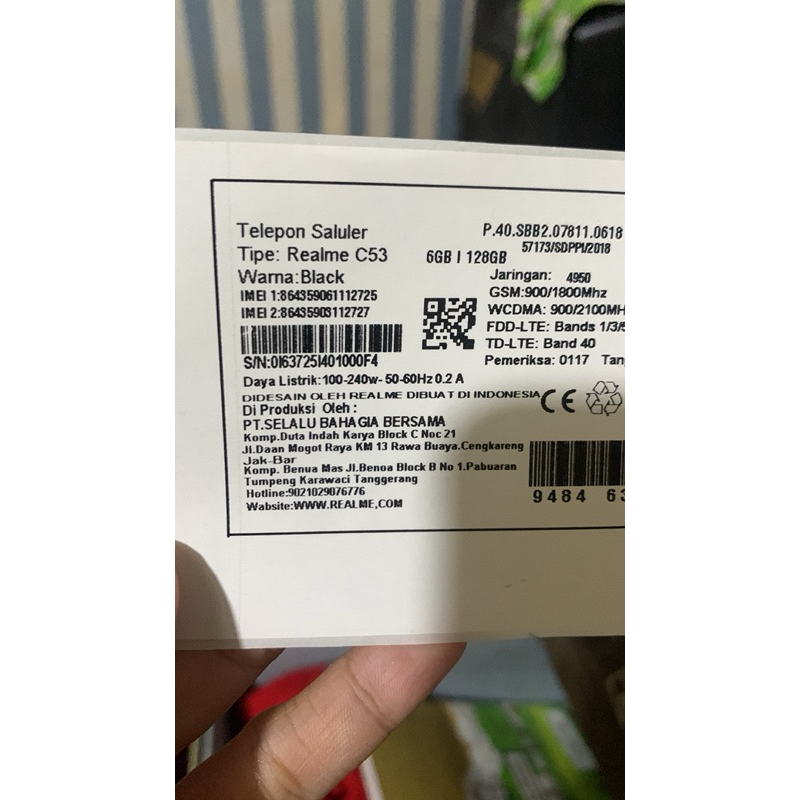 Telepon Saluler
P.40.SBB2.07811.0618
57173/SDPPI/2018
Tipe: Realme C53
6GB | 128GB
Warna:Black
Jaringan: 4950
IMEI 1:864359061112725
GSM:900/1800Mhz
IMEI 2:86435903112727
WCDMA: 900/2100MH
FDD-LTE: Bands 1/3/5
TD-LTE: Band 40
S/N:0I63725I401000F4
Pemeriksa: 0117 Tan
Daya Listrik:100-240w- 50-60Hz 0.2 A
DIDESAIN OLEH REALME DIBUAT DI INDONESIA
CE
Di Produksi Oleh :
PT.SELALU BAHAGIA BERSAMA
Komp.Duta Indah Karya Block C Noc 21
Jl.Daan Mogot Raya KM 13 Rawa Buaya.Cengkareng
Jak-Bar
Komp. Benua Mas Jl.Benoa Block B No 1.Pabuaran
Tumpeng Karawaci Tanggerang
Hotline:9021029076776
Wabsite:WWW.REALME,COM
9484 63